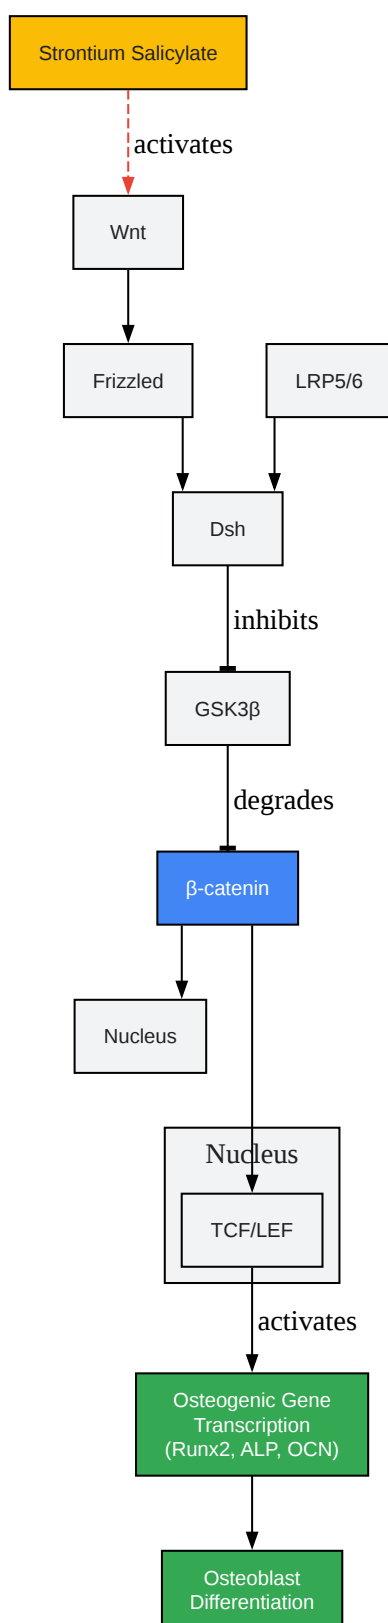 Strontium Salicylate
activates
Wnt
Frizzled
LRP5/6
Dsh
inhibits
GSK3β
degrades
β-catenin
Nucleus
Nucleus
TCF/LEF
activates
Osteogenic Gene
Transcription
(Runx2, ALP, OCN)
Osteoblast
Differentiation